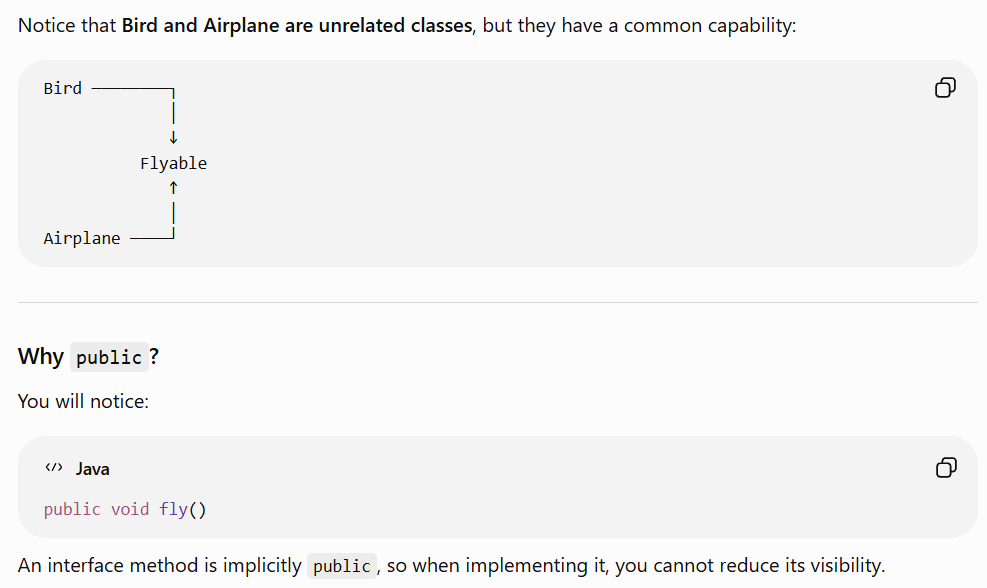 Notice that Bird and Airplane are unrelated classes, but they have a common capability:
Bird ────────┐
│
↓
Flyable
↑
│
Airplane ────┘
Why public?
You will notice:
</> Java
public void fly()
An interface method is implicitly public, so when implementing it, you cannot reduce its visibility.